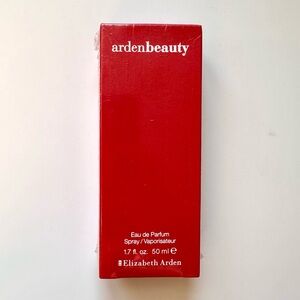 ardenbeauty
Eau de Parfum
Spray / Vaporisateur
1.7 fl. oz. 50 ml ℮
Elizabeth Arden